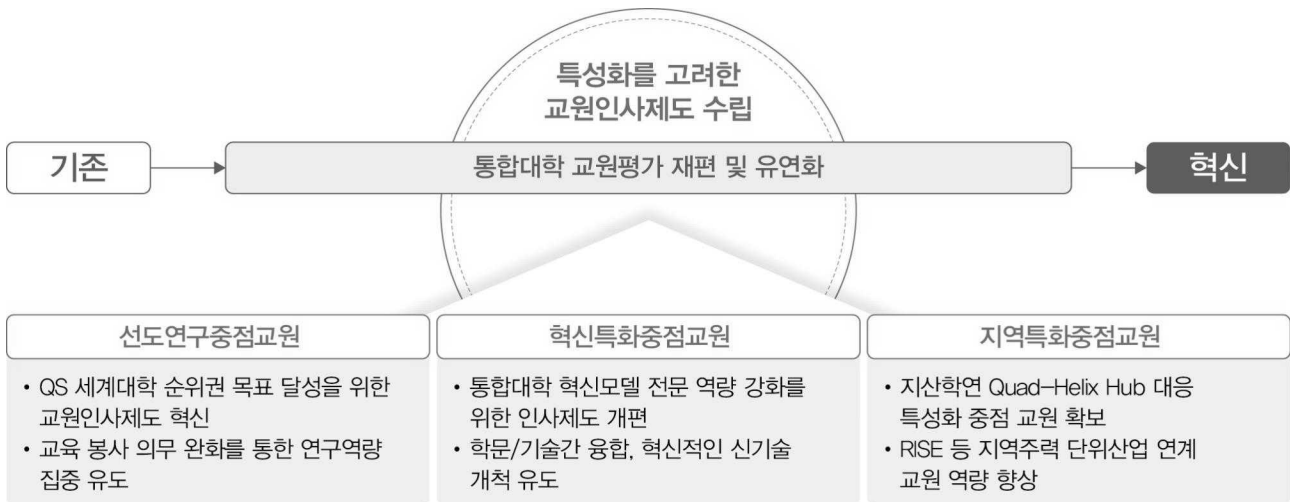 특성화를 고려한
교원인사제도 수립
기존
통합대학 교원평가 재편 및 유연화
혁신
선도연구중점교원
• QS 세계대학 순위권 목표 달성을 위한
교원인사제도 혁신
• 교육 봉사 의무 완화를 통한 연구역량
집중 유도
혁신특화중점교원
• 통합대학 혁신모델 전문 역량 강화를
위한 인사제도 개편
• 학문/기술간 융합, 혁신적인 신기술
개척 유도
지역특화중점교원
• 지산학연 Quad-Helix Hub 대응
특성화 중점 교원 확보
• RISE 등 지역주력 단위산업 연계
교원 역량 향상